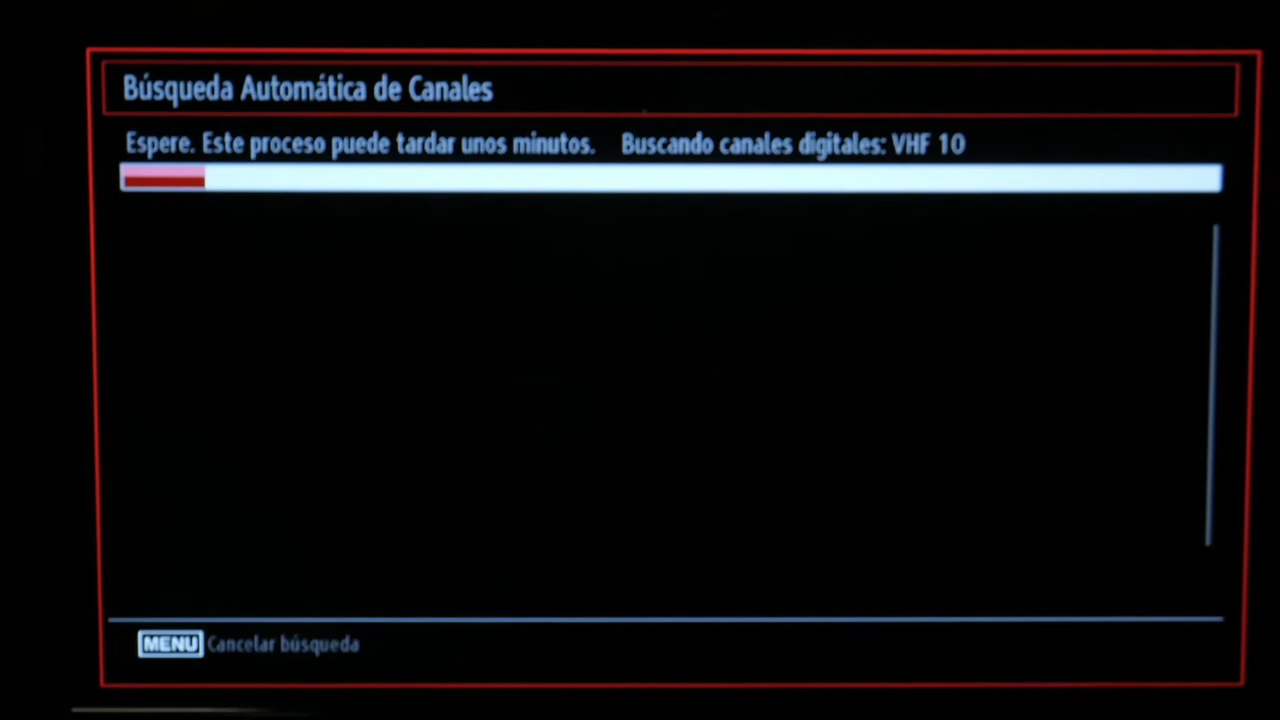 Búsqueda Automática de Canales
Espere. Este proceso puede tardar unos minutos. Buscando canales digitales: VHF 10
MENU Cancelar búsqueda